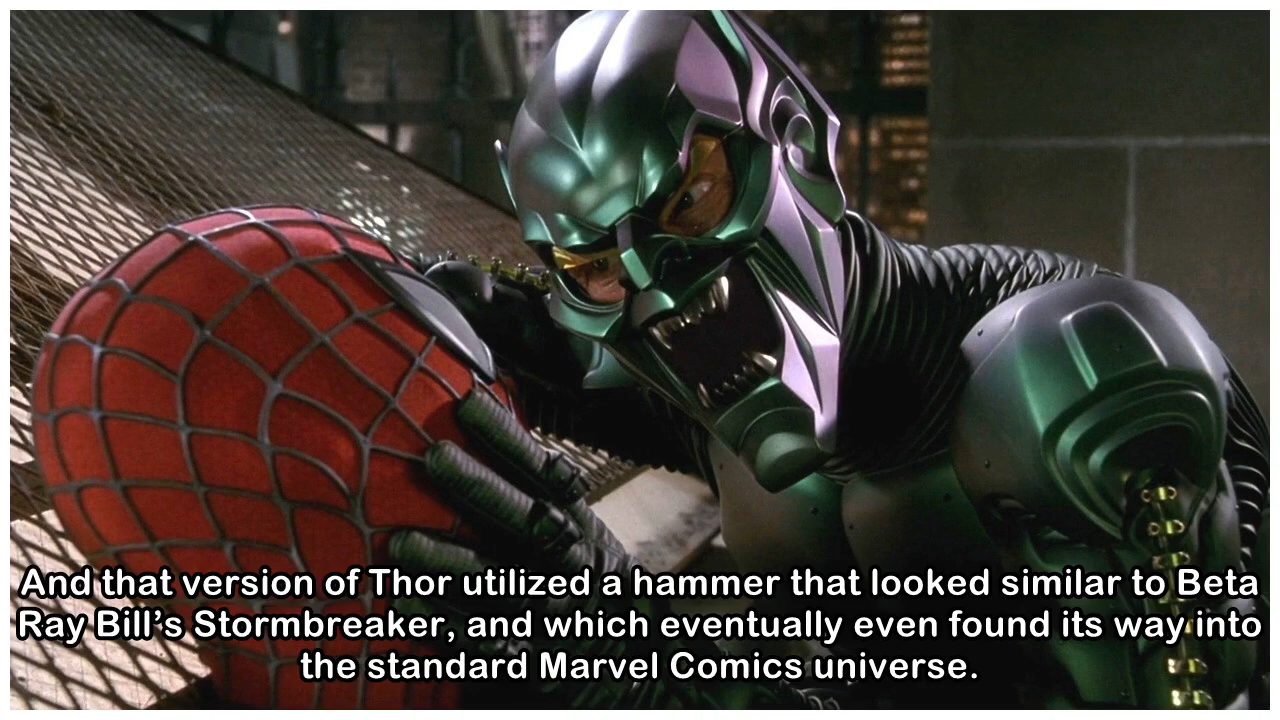 And that version of Thor utilized a hammer that looked similar to Beta
Ray Bill’s Stormbreaker, and which eventually even found its way into
the standard Marvel Comics universe.